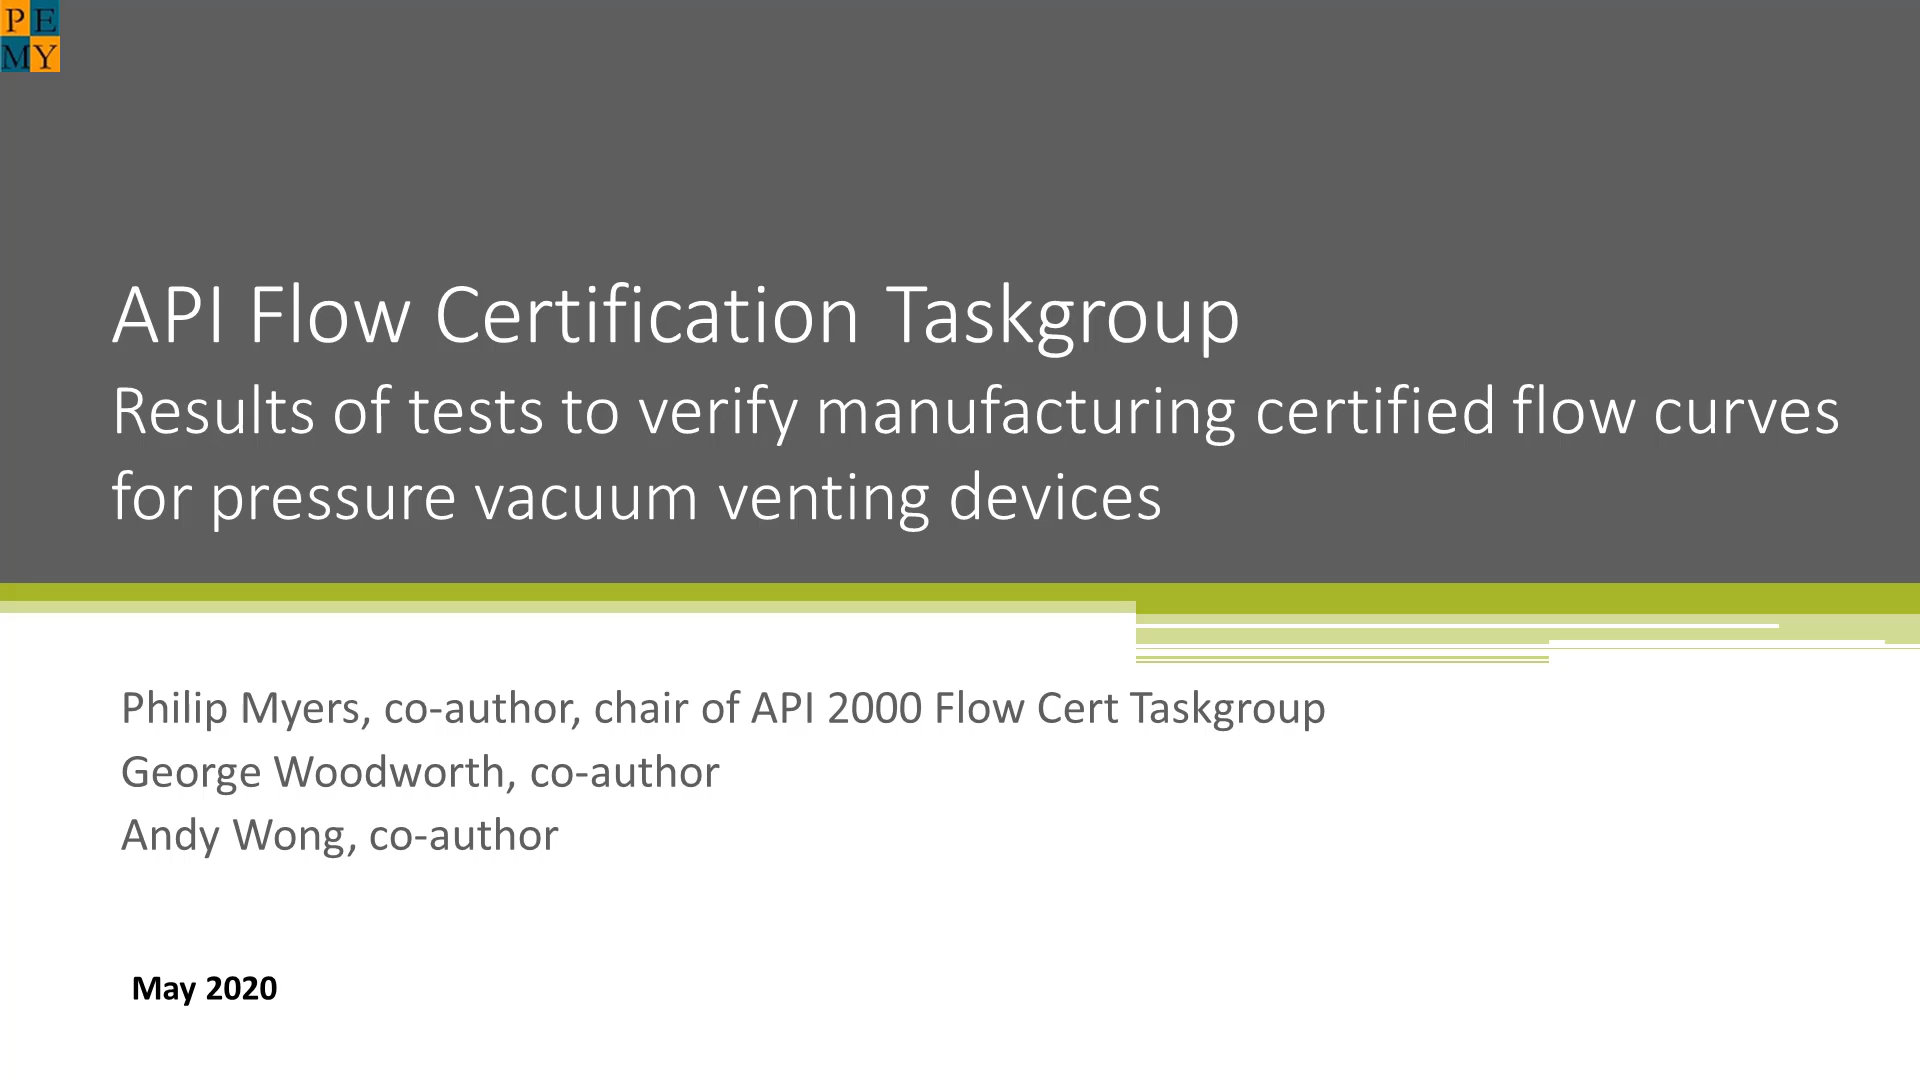 PE
MY
API Flow Certification Taskgroup
Results of tests to verify manufacturing certified flow curves
for pressure vacuum venting devices
Philip Myers, co-author, chair of API 2000 Flow Cert Taskgroup
George Woodworth, co-author
Andy Wong, co-author
May 2020